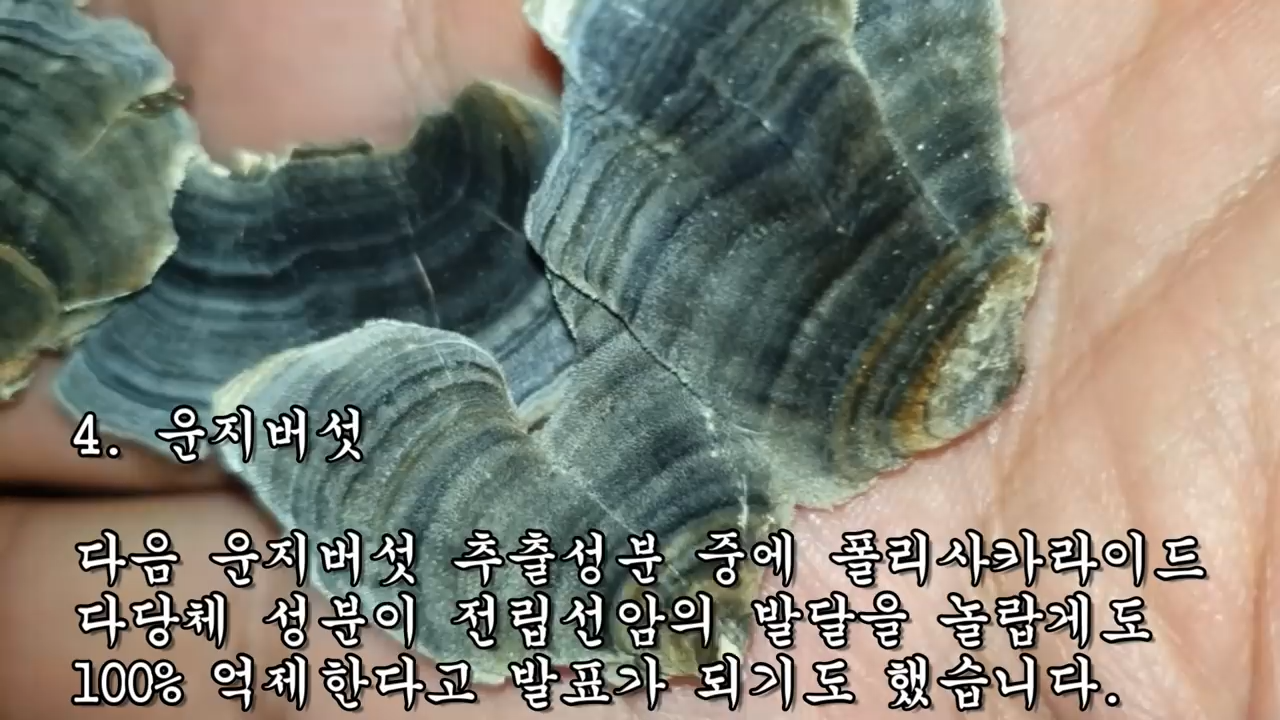 4. 운지버섯
다음 운지버섯 추출성분 중에 폴리사카라이드
다당체 성분이 전립선암의 발달을 놀랍게도
100% 억제한다고 발표가 되기도 했습니다.